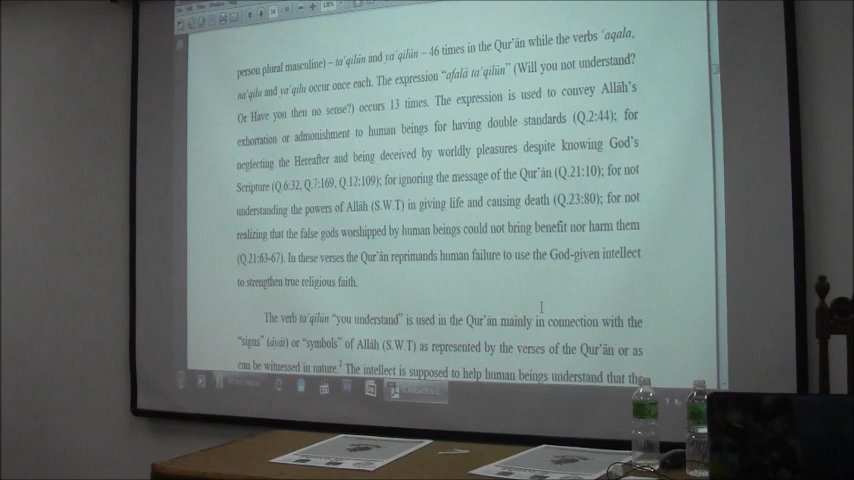 person plural masculine) – ta'qilūn and ya'qilūn – 46 times in the Qur'ān while the verbs 'aqala,
na'qilu and ya'qilu occur once each. The expression "afalā ta'qilūn" (Will you not understand?
Or Have you then no sense?) occurs 13 times. The expression is used to convey Allāh's
exhortation or admonishment to human beings for having double standards (Q.2:44); for
neglecting the Hereafter and being deceived by worldly pleasures despite knowing God's
Scripture (Q.6:32, Q.7:169, Q.12:109); for ignoring the message of the Qur'ān (Q.21:10); for not
understanding the powers of Allāh (S.W.T) in giving life and causing death (Q.23:80); for not
realizing that the false gods worshipped by human beings could not bring benefit nor harm them
(Q.21:63-67). In these verses the Qur'ān reprimands human failure to use the God-given intellect
to strengthen true religious faith.
The verb ta'qilūn "you understand" is used in the Qur'ān mainly in connection with the
"signs" (āyāt) or "symbols" of Allāh (S.W.T) as represented by the verses of the Qur'ān or as
can be witnessed in nature.2 The intellect is supposed to help human beings understand that the